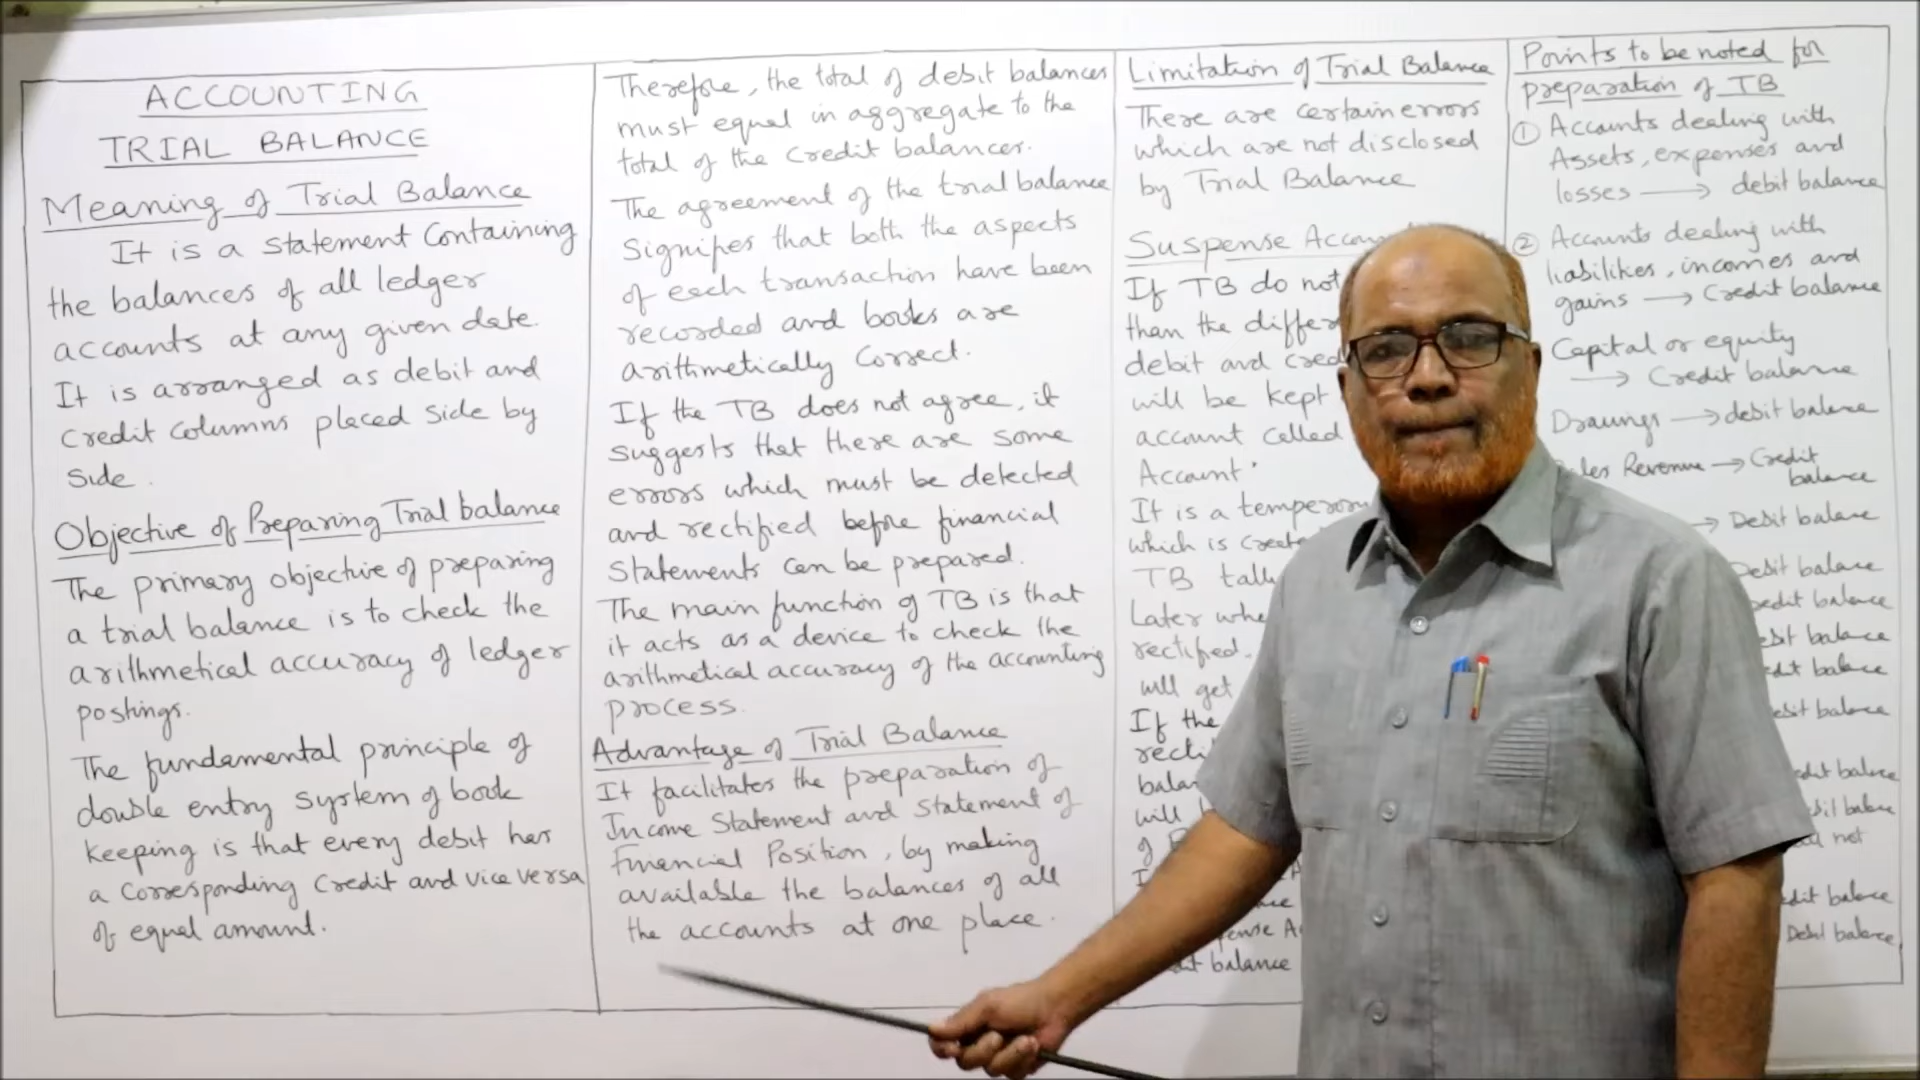 ACCOUNTING
TRIAL BALANCE
Meaning of Trial Balance
It is a statement containing
the balances of all ledger
accounts at any given date.
It is arranged as debit and
Credit columns placed side by
side.
Objective of Preparing Trial balance
The primary objective of preparing
a trial balance is to check the
arithmetical accuracy of ledger
postings.
The fundamental principle of
double entry system of book
keeping is that every debit has
a corresponding credit and vice versa
of equal amount.
Therefore, the total of debit balances
must equal in aggregate to the
total of the credit balances.
The agreement of the trial balance
signifies that both the aspects
of each transaction have been
recorded and books are
arithmetically correct.
If the TB does not agree, it
suggests that there are some
errors which must be detected
and rectified before financial
statements can be prepared.
The main function of TB is that
it acts as a device to check the
arithmetical accuracy of the accounting
process.
Advantage of Trial Balance
It facilitates the preparation of
Income Statement and Statement of
Financial Position, by making
available the balances of all
the accounts at one place.
Limitation of Trial Balance
There are certain errors
which are not disclosed
by Trial Balance
Suspense
If TB do not
than the
debit and
will be kept
account called
Account.
It is a
which is
TB
Later
rectified.
will get
If the
will
balance
Points to be noted for
preparation of TB
① Accounts dealing with
Assets, expenses and
losses → debit balance
② Accounts dealing with
liabilities, incomes and
gains → Credit balance
Capital or equity
→ Credit balance
Drawings → debit balance
Revenue → Credit
balance
→ Debit balance
Debit balance
balance
balance
balance
balance
balance
balance
not
balance
Debit balance